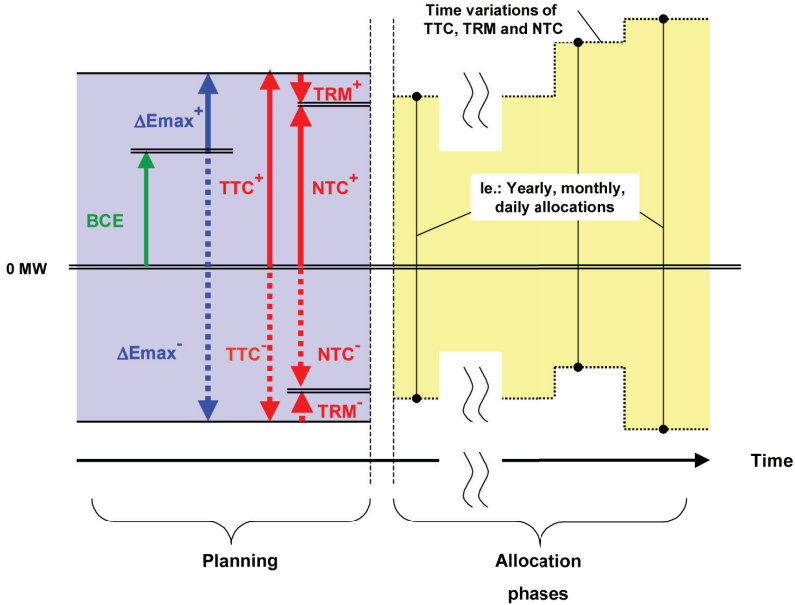 Time variations of
TTC, TRM and NTC
TRM+
ΔEmax+
TTC+
NTC+
Ie.: Yearly, monthly,
daily allocations
BCE
0 MW
ΔEmax-
TTC-
NTC-
TRM-
Time
Planning
Allocation
phases